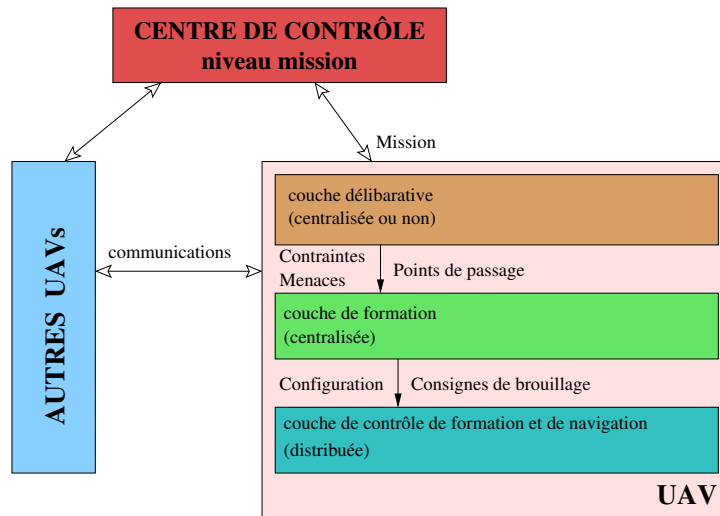 CENTRE DE CONTRÔLE
niveau mission
Mission
AUTRES UAVs
communications
couche délibarative
(centralisée ou non)
Contraintes
Menaces
Points de passage
couche de formation
(centralisée)
Configuration
Consignes de brouillage
couche de contrôle de formation et de navigation
(distribuée)
UAV